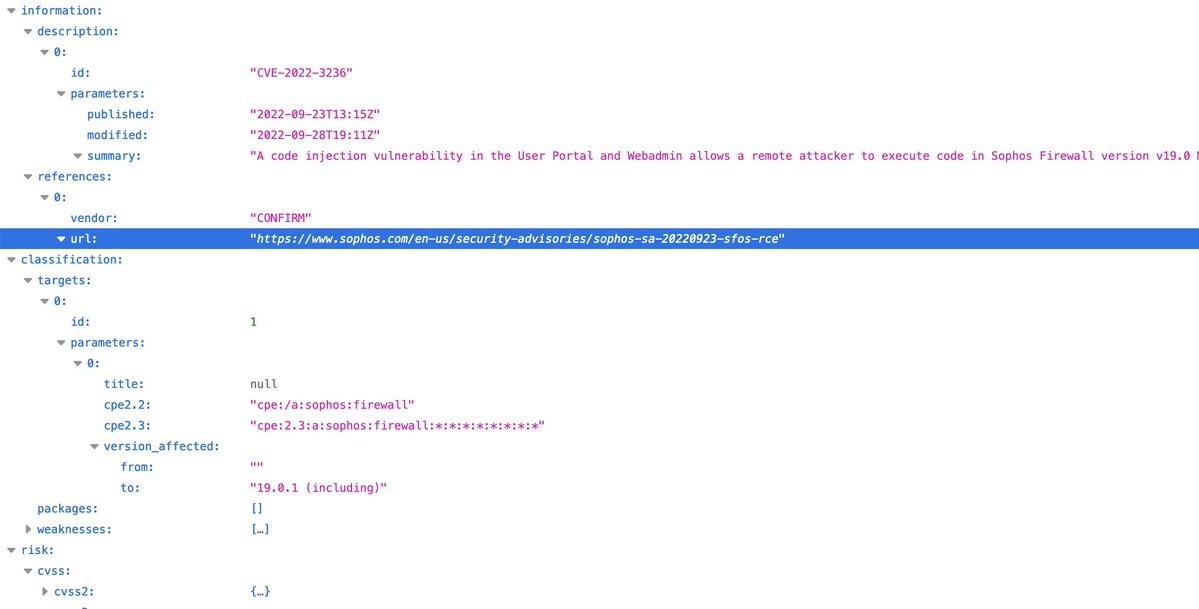 information:
description:
0:
id: "CVE-2022-3236"
parameters:
published: "2022-09-23T13:15Z"
modified: "2022-09-28T19:11Z"
summary: "A code injection vulnerability in the User Portal and Webadmin allows a remote attacker to execute code in Sophos Firewall version v19.0
references:
0:
vendor: "CONFIRM"
url: "https://www.sophos.com/en-us/security-advisories/sophos-sa-20220923-sfos-rce"
classification:
targets:
0:
id: 1
parameters:
0:
title: null
cpe2.2: "cpe:/a:sophos:firewall"
cpe2.3: "cpe:2.3:a:sophos:firewall:*:*:*:*:*:*:*:*"
version_affected:
from: ""
to: "19.0.1 (including)"
packages: []
weaknesses: […]
risk:
cvss:
cvss2: {…}